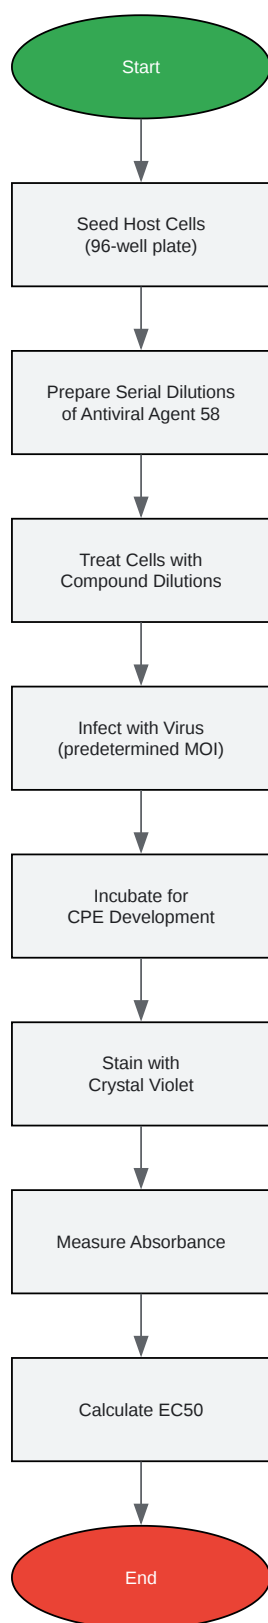 Start
Seed Host Cells
(96-well plate)
Prepare Serial Dilutions
of Antiviral Agent 58
Treat Cells with
Compound Dilutions
Infect with Virus
(predetermined MOI)
Incubate for
CPE Development
Stain with
Crystal Violet
Measure Absorbance
Calculate EC50
End